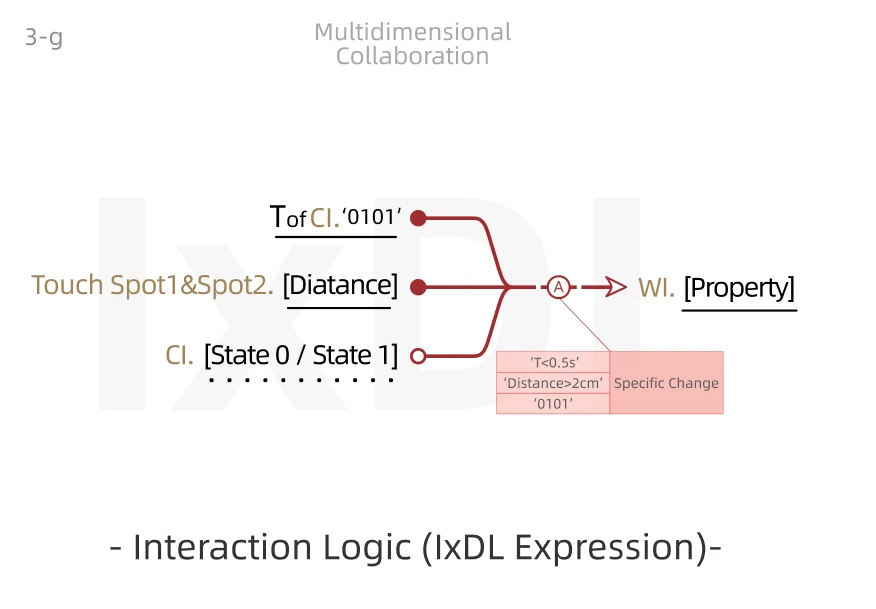 3-g
Multidimensional
Collaboration
IxDL
T of CI.‘0101’
Touch Spot1&Spot2. [Diatance]
CI. [State 0 / State 1]
A
WI. [Property]
‘T<0.5s’
‘Distance>2cm’
‘0101’
Specific Change
- Interaction Logic (IxDL Expression)-